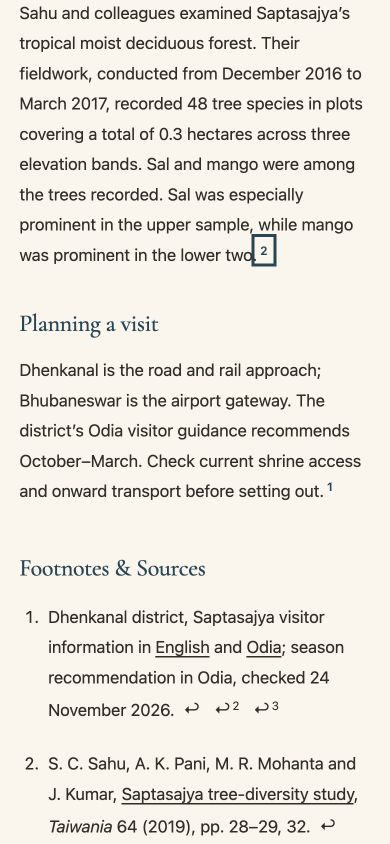 Sahu and colleagues examined Saptasajya’s
tropical moist deciduous forest. Their
fieldwork, conducted from December 2016 to
March 2017, recorded 48 tree species in plots
covering a total of 0.3 hectares across three
elevation bands. Sal and mango were among
the trees recorded. Sal was especially
prominent in the upper sample, while mango
was prominent in the lower two. 2
Planning a visit
Dhenkanal is the road and rail approach;
Bhubaneswar is the airport gateway. The
district’s Odia visitor guidance recommends
October–March. Check current shrine access
and onward transport before setting out. 1
Footnotes & Sources
1. Dhenkanal district, Saptasajya visitor
information in English and Odia; season
recommendation in Odia, checked 24
November 2026. ↩ ↩2 ↩3
2. S. C. Sahu, A. K. Pani, M. R. Mohanta and
J. Kumar, Saptasajya tree-diversity study,
Taiwania 64 (2019), pp. 28–29, 32. ↩